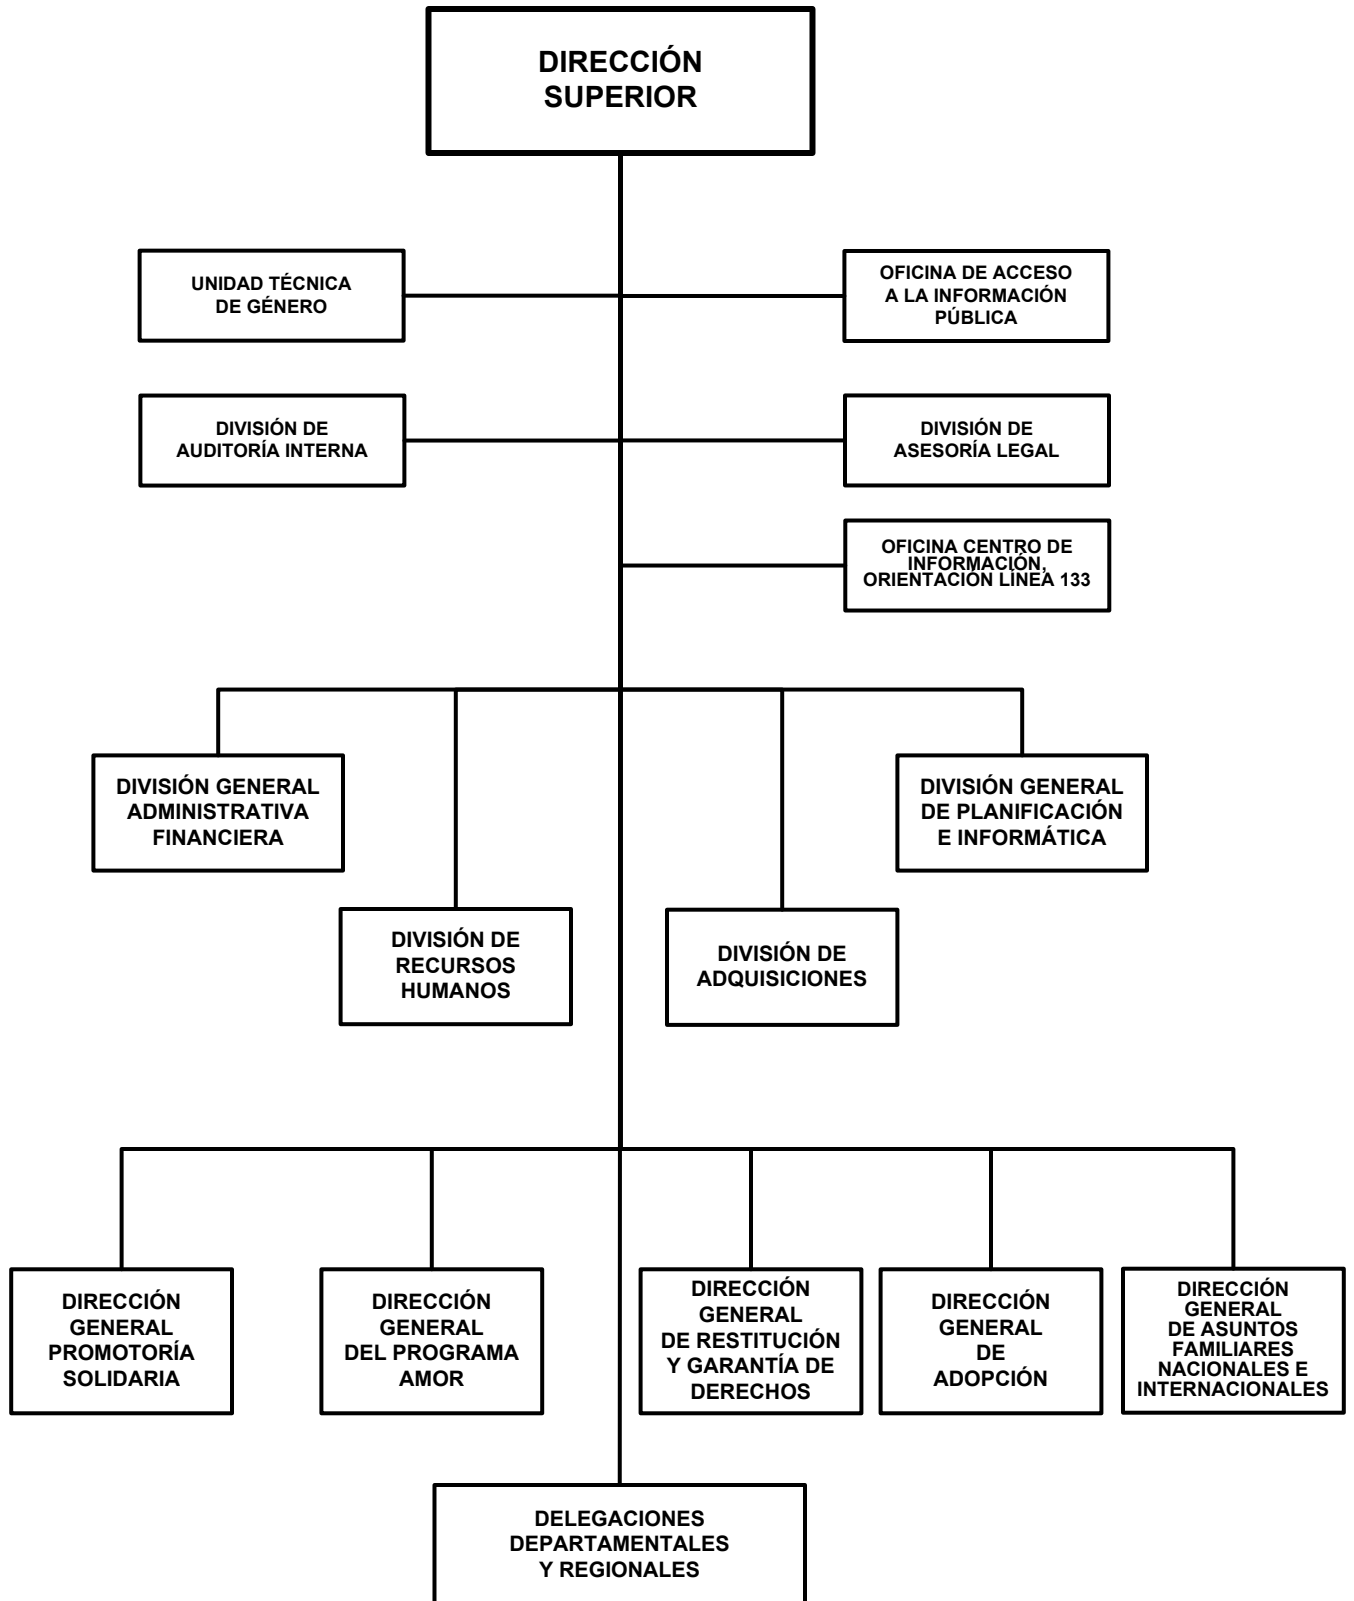 DIRECCIÓN
SUPERIOR
UNIDAD TÉCNICA
DE GÉNERO
OFICINA DE ACCESO
A LA INFORMACIÓN
PÚBLICA
DIVISIÓN DE
AUDITORÍA INTERNA
DIVISIÓN DE
ASESORÍA LEGAL
OFICINA CENTRO DE
INFORMACIÓN,
ORIENTACIÓN LÍNEA 133
DIVISIÓN GENERAL
ADMINISTRATIVA
FINANCIERA
DIVISIÓN GENERAL
DE PLANIFICACIÓN
E INFORMÁTICA
DIVISIÓN DE
RECURSOS
HUMANOS
DIVISIÓN DE
ADQUISICIONES
DIRECCIÓN
GENERAL
PROMOTORÍA
SOLIDARIA
DIRECCIÓN
GENERAL
DEL PROGRAMA
AMOR
DIRECCIÓN
GENERAL
DE RESTITUCIÓN
Y GARANTÍA DE
DERECHOS
DIRECCIÓN
GENERAL
DE
ADOPCIÓN
DIRECCIÓN
GENERAL
DE ASUNTOS
FAMILIARES
NACIONALES E
INTERNACIONALES
DELEGACIONES
DEPARTAMENTALES
Y REGIONALES